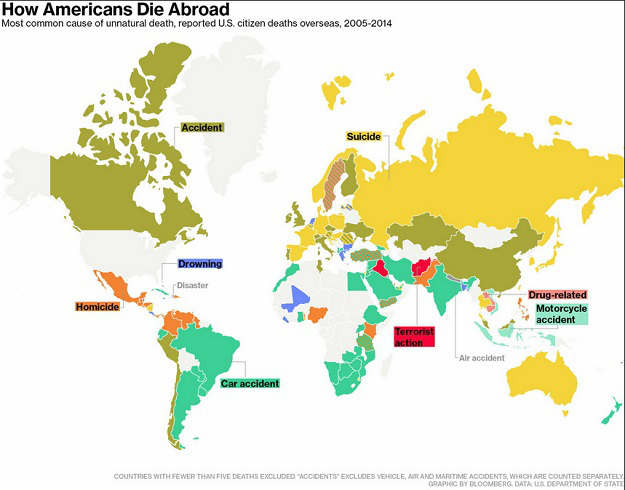 How Americans Die Abroad
Most common cause of unnatural death, reported U.S. citizen deaths overseas, 2005-2014
Accident
Suicide
Drowning
Disaster
Homicide
Drug-related
Motorcycle
accident
Terrorist
action
Air accident
Car accident
COUNTRIES WITH FEWER THAN FIVE DEATHS EXCLUDED. "ACCIDENTS" EXCLUDES VEHICLE, AIR AND MARITIME ACCIDENTS, WHICH ARE COUNTED SEPARATELY.
GRAPHIC BY BLOOMBERG. DATA: U.S. DEPARTMENT OF STATE